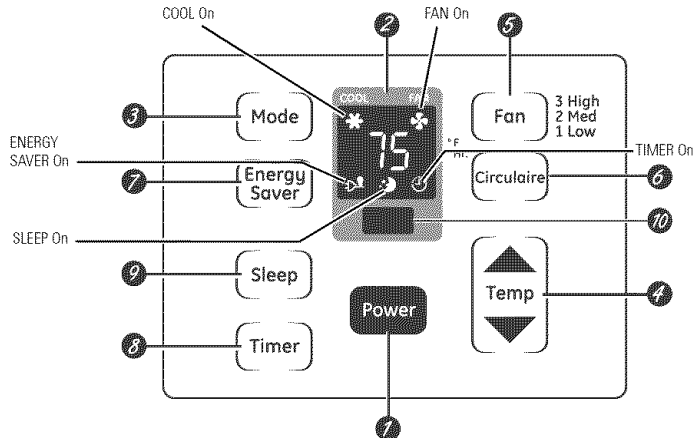 COOL On
FAN On
2
5
COOL
FAN
3
Mode
Fan
3 High
2 Med
1 Low
75
°F
Hr.
ENERGY
SAVER On
TIMER On
7
Energy
Saver
Circulaire
6
SLEEP On
10
9
Sleep
Temp
4
Power
8
Timer
1